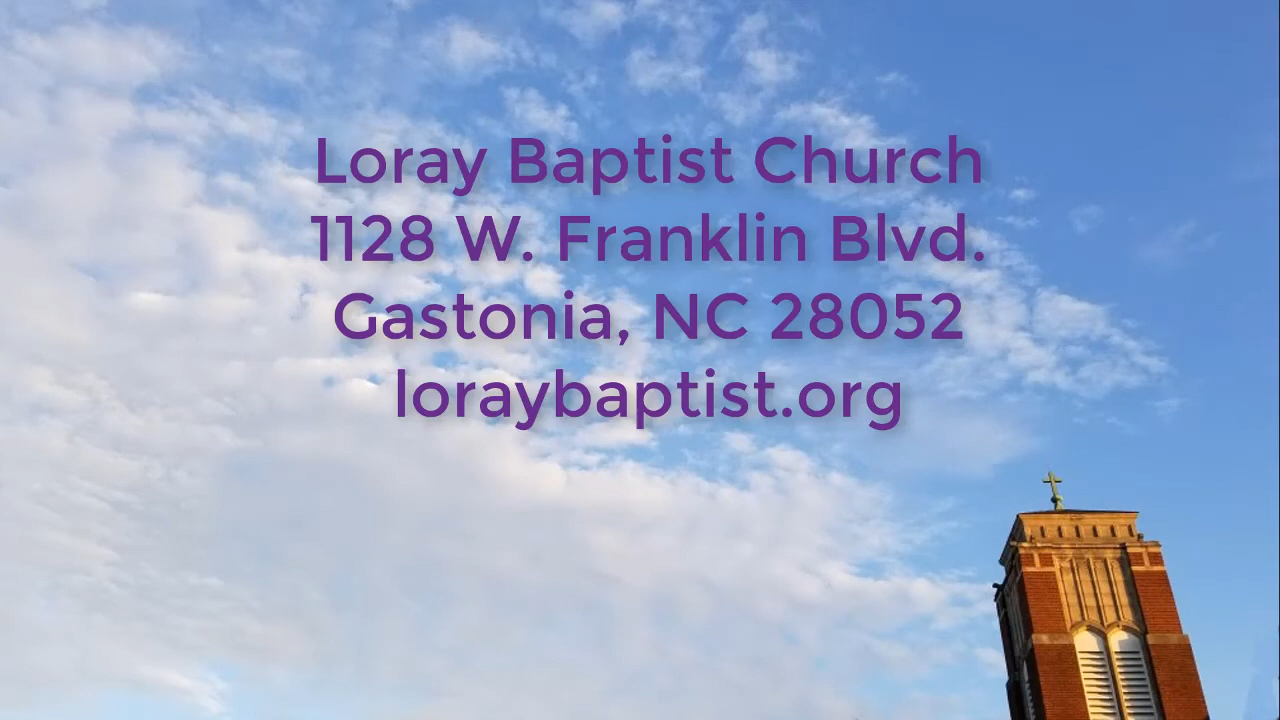 Loray Baptist Church
1128 W. Franklin Blvd.
Gastonia, NC 28052
loraybaptist.org